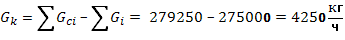 G_k = ∑G_ci − ∑G_i = 279250 − 275000 = 4250 кг/ч